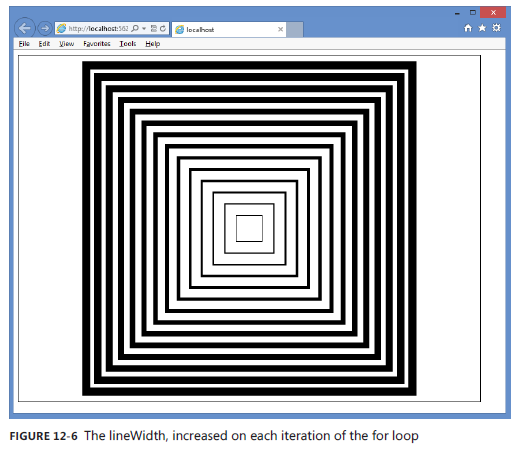 http://localhost:562
localhost
File Edit View Favorites Tools Help
FIGURE 12-6 The lineWidth, increased on each iteration of the for loop